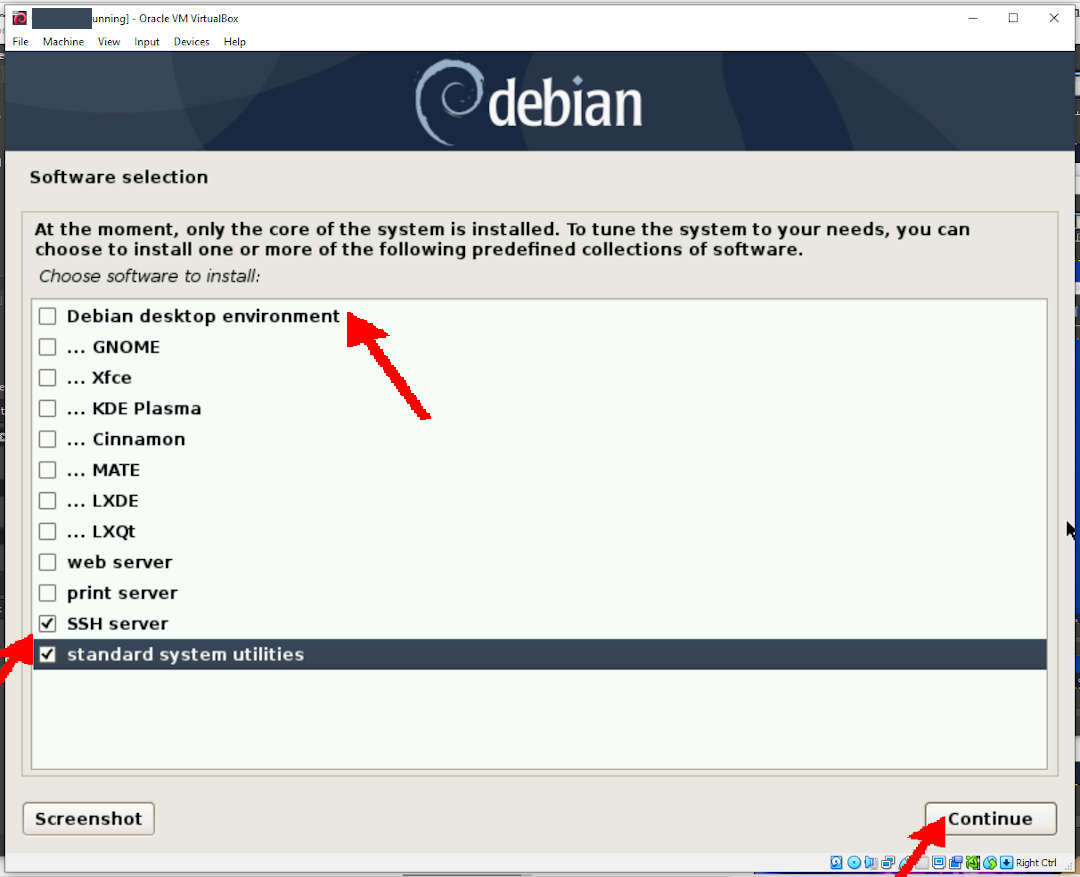 unning] - Oracle VM VirtualBox
File Machine View Input Devices Help
debian
Software selection
At the moment, only the core of the system is installed. To tune the system to your needs, you can
choose to install one or more of the following predefined collections of software.
Choose software to install:
Debian desktop environment
... GNOME
... Xfce
... KDE Plasma
... Cinnamon
... MATE
... LXDE
... LXQt
web server
print server
SSH server
standard system utilities
Screenshot
Continue
Right Ctrl